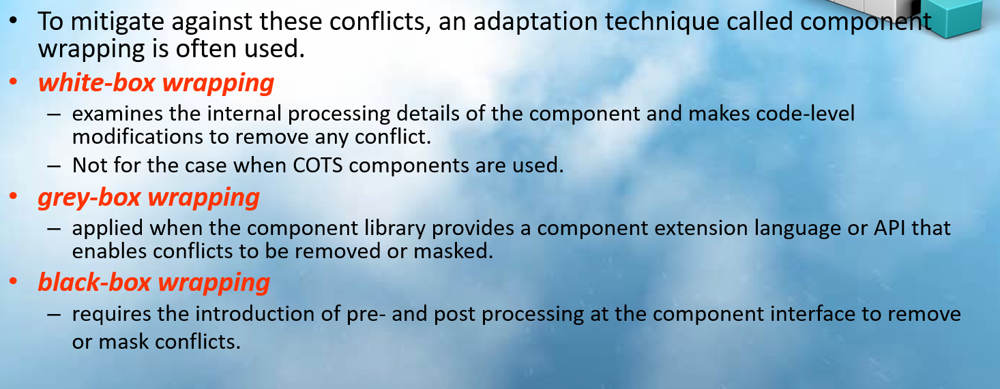 • To mitigate against these conflicts, an adaptation technique called component
wrapping is often used.
• white-box wrapping
– examines the internal processing details of the component and makes code-level
modifications to remove any conflict.
– Not for the case when COTS components are used.
• grey-box wrapping
– applied when the component library provides a component extension language or API that
enables conflicts to be removed or masked.
• black-box wrapping
– requires the introduction of pre- and post processing at the component interface to remove
or mask conflicts.